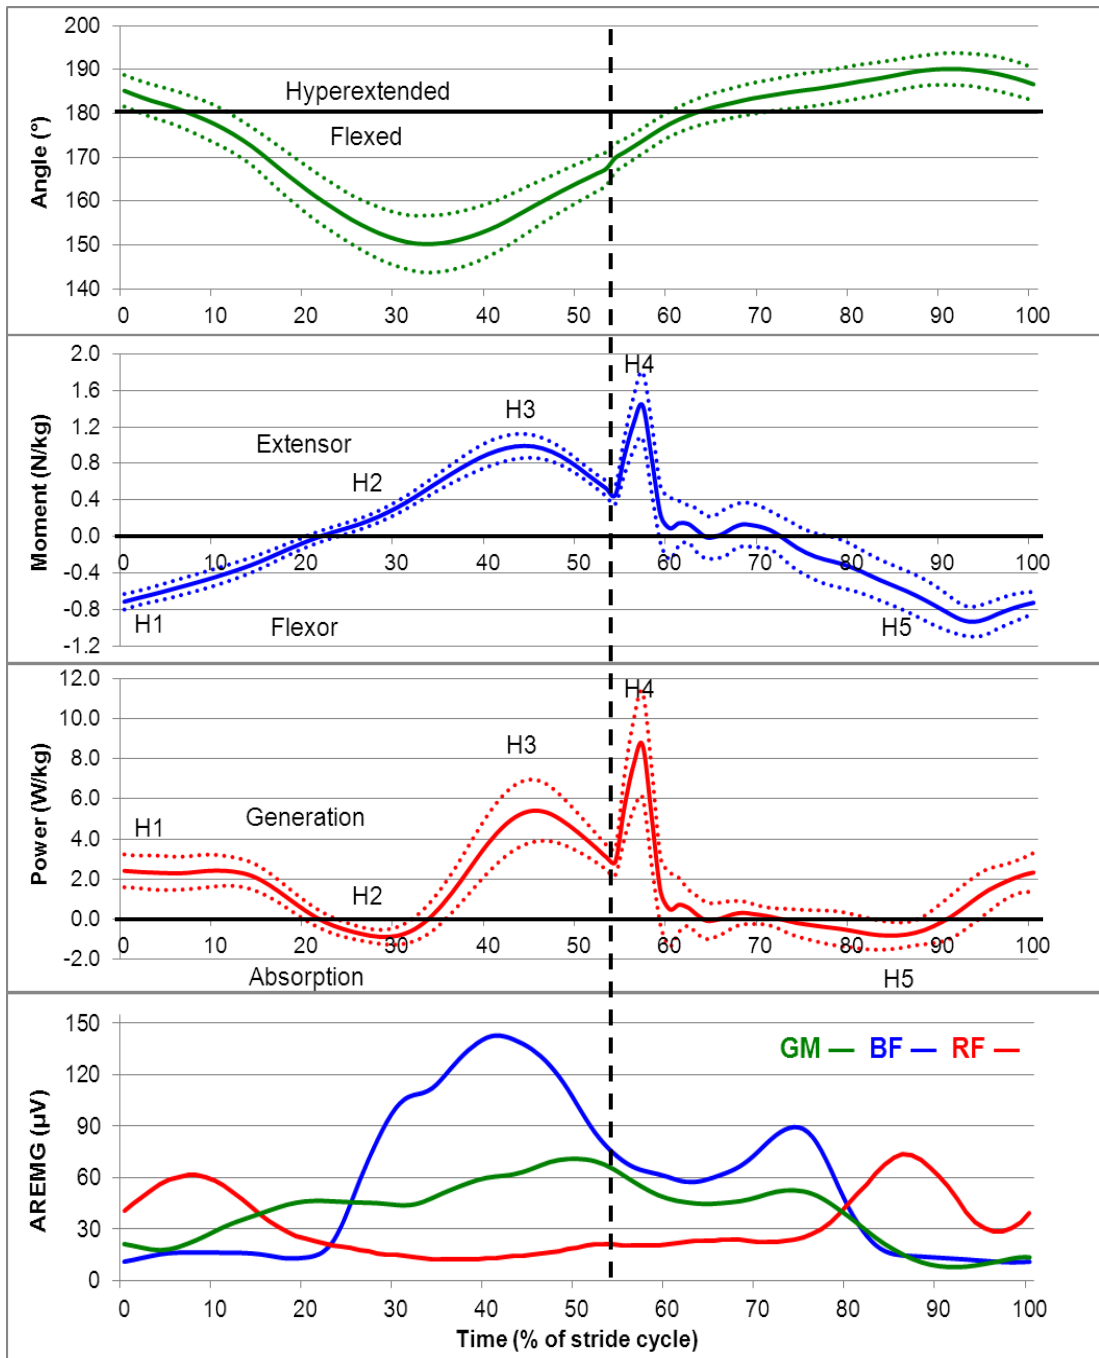 200
190
180
170
160
150
140
Angle (°)
Hyperextended
Flexed
0 10 20 30 40 50 60 70 80 90 100
2.0
1.6
1.2
0.8
0.4
0.0
-0.4
-0.8
-1.2
Moment (N/kg)
H4
H3
Extensor
H2
0 10 20 30 40 50 60 70 80 90 100
H1 Flexor H5
12.0
10.0
8.0
6.0
4.0
2.0
0.0
-2.0
Power (W/kg)
H4
H3
Generation
H1
H2
0 10 20 30 40 50 60 70 80 90 100
Absorption H5
150
120
90
60
30
0
AREMG (µV)
GM BF RF
0 10 20 30 40 50 60 70 80 90 100
Time (% of stride cycle)